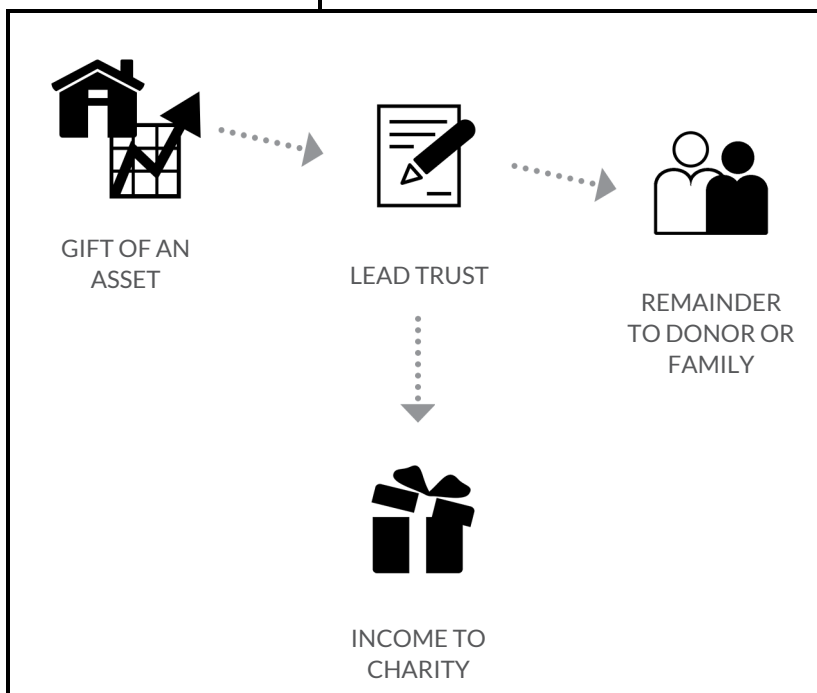 GIFT OF AN
ASSET
LEAD TRUST
REMAINDER
TO DONOR OR
FAMILY
INCOME TO
CHARITY